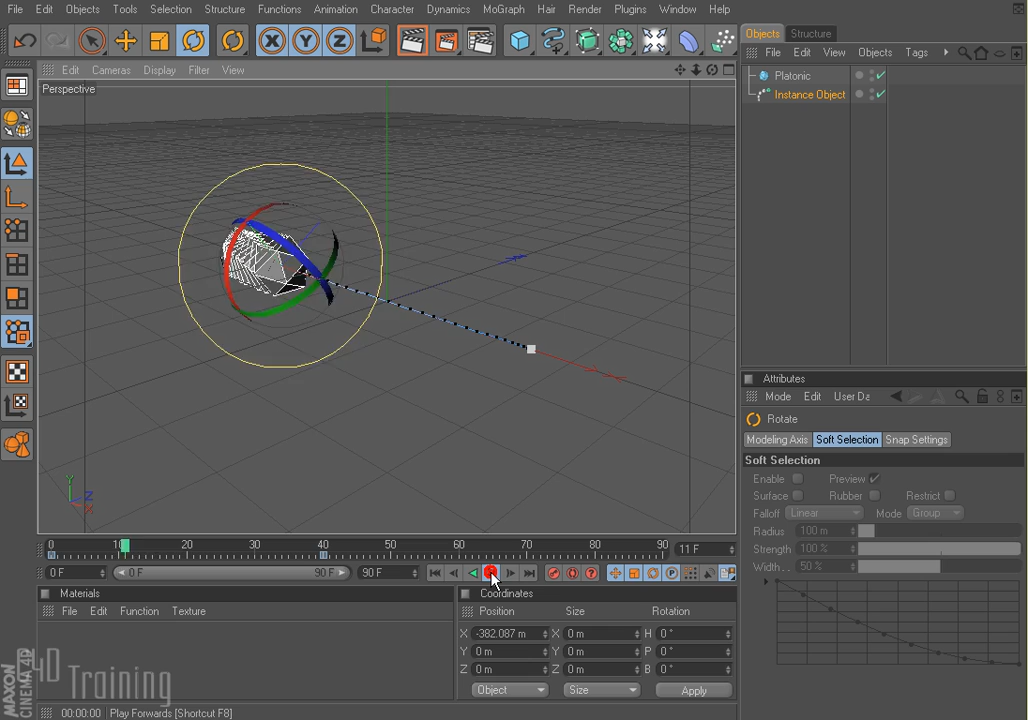 File Edit Objects Tools Selection Structure Functions Animation Character Dynamics MoGraph Hair Render Plugins Window Help
Edit Cameras Display Filter View
Perspective
Objects Structure
File Edit View Objects Tags
Platonic
Instance Object
Attributes
Mode Edit User Da
Rotate
Modeling Axis Soft Selection Snap Settings
Soft Selection
Enable Preview
Surface Rubber Restrict
Falloff Linear Mode Group
Radius 100 m
Strength 100 %
Width . . 50 %
0 10 20 30 40 50 60 70 80 90 11 F
0 F 0 F 90 F 90 F
Materials
File Edit Function Texture
Coordinates
Position Size Rotation
X -382.087 m X 0 m H 0 °
Y 0 m Y 0 m P 0 °
Z 0 m Z 0 m B 0 °
Object Size Apply
MAXON
CINEMA 4D
C4D Training
00:00:00 Play Forwards [Shortcut F8]